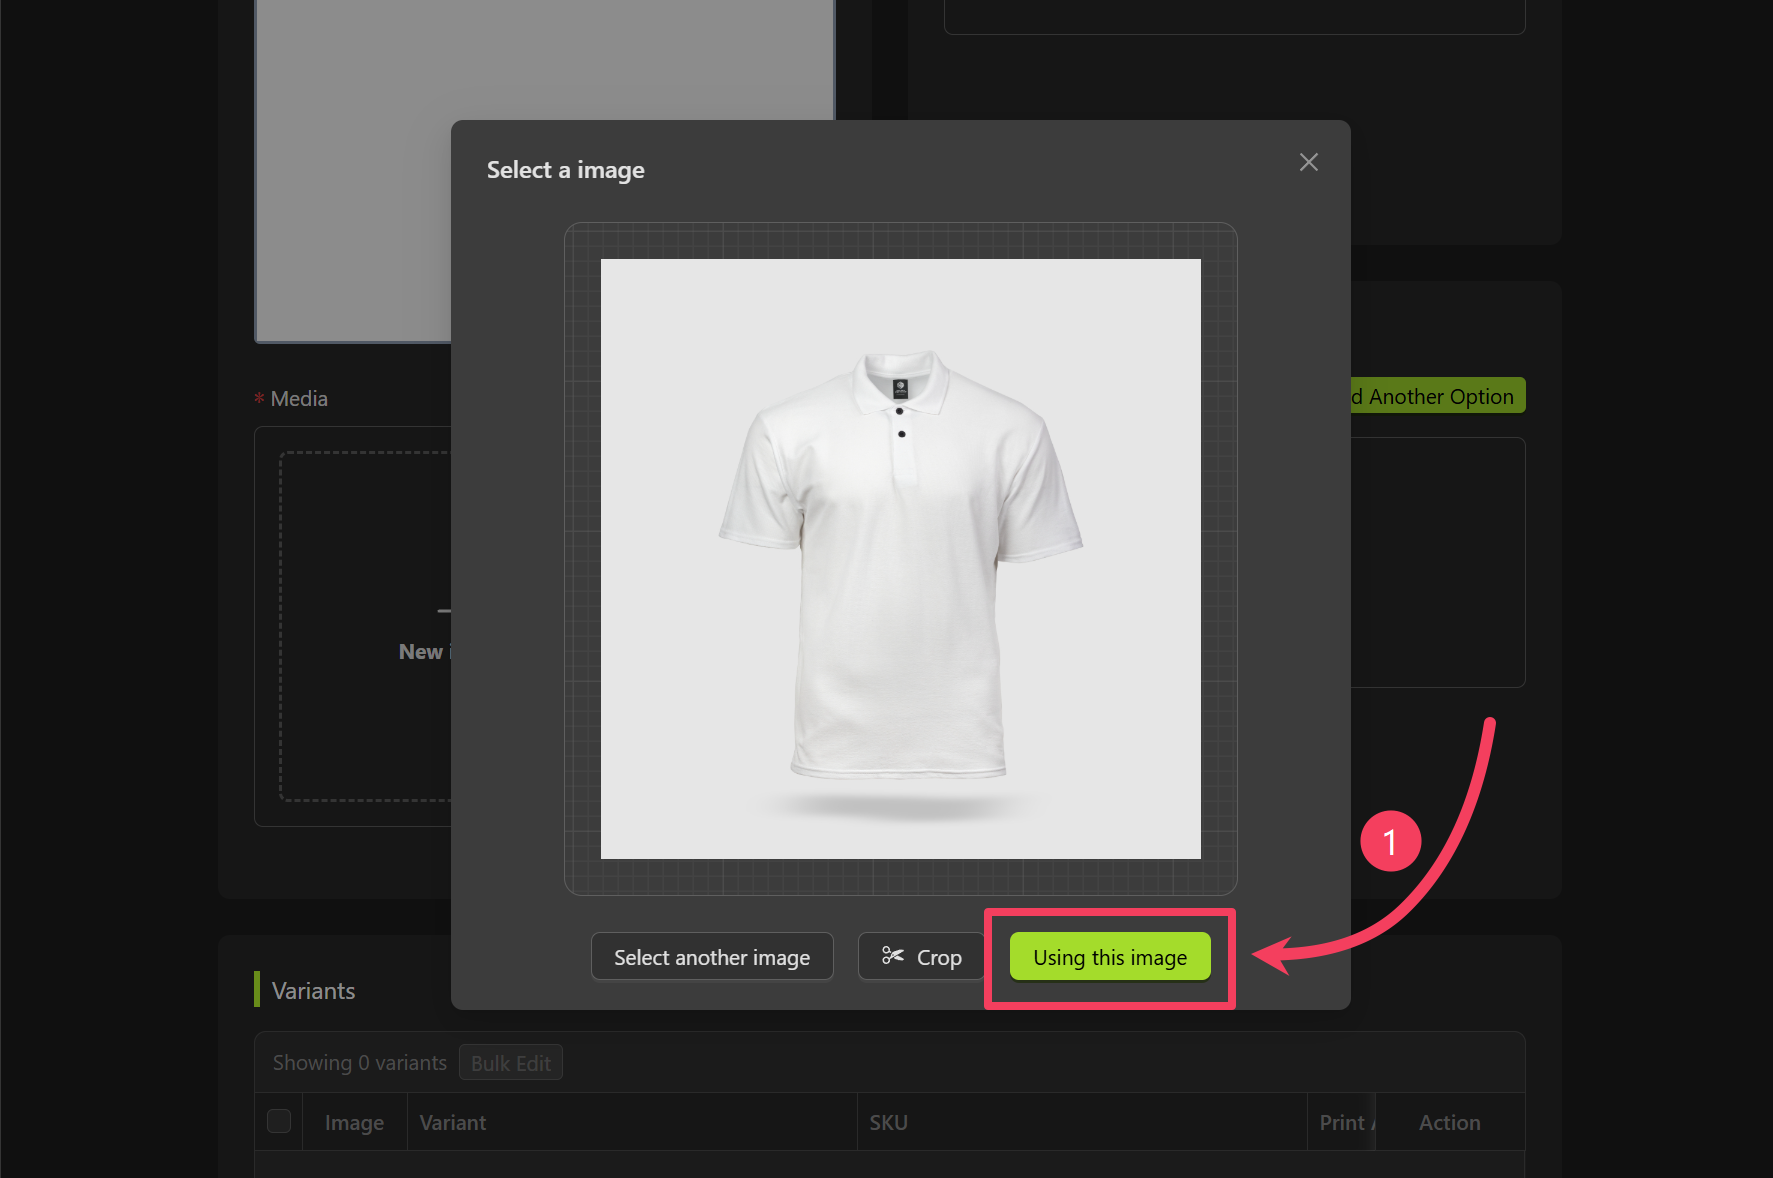 Select a image
* Media
d Another Option
New
1
Select another image
Crop
Using this image
Variants
Showing 0 variants
Bulk Edit
Image
Variant
SKU
Print
Action